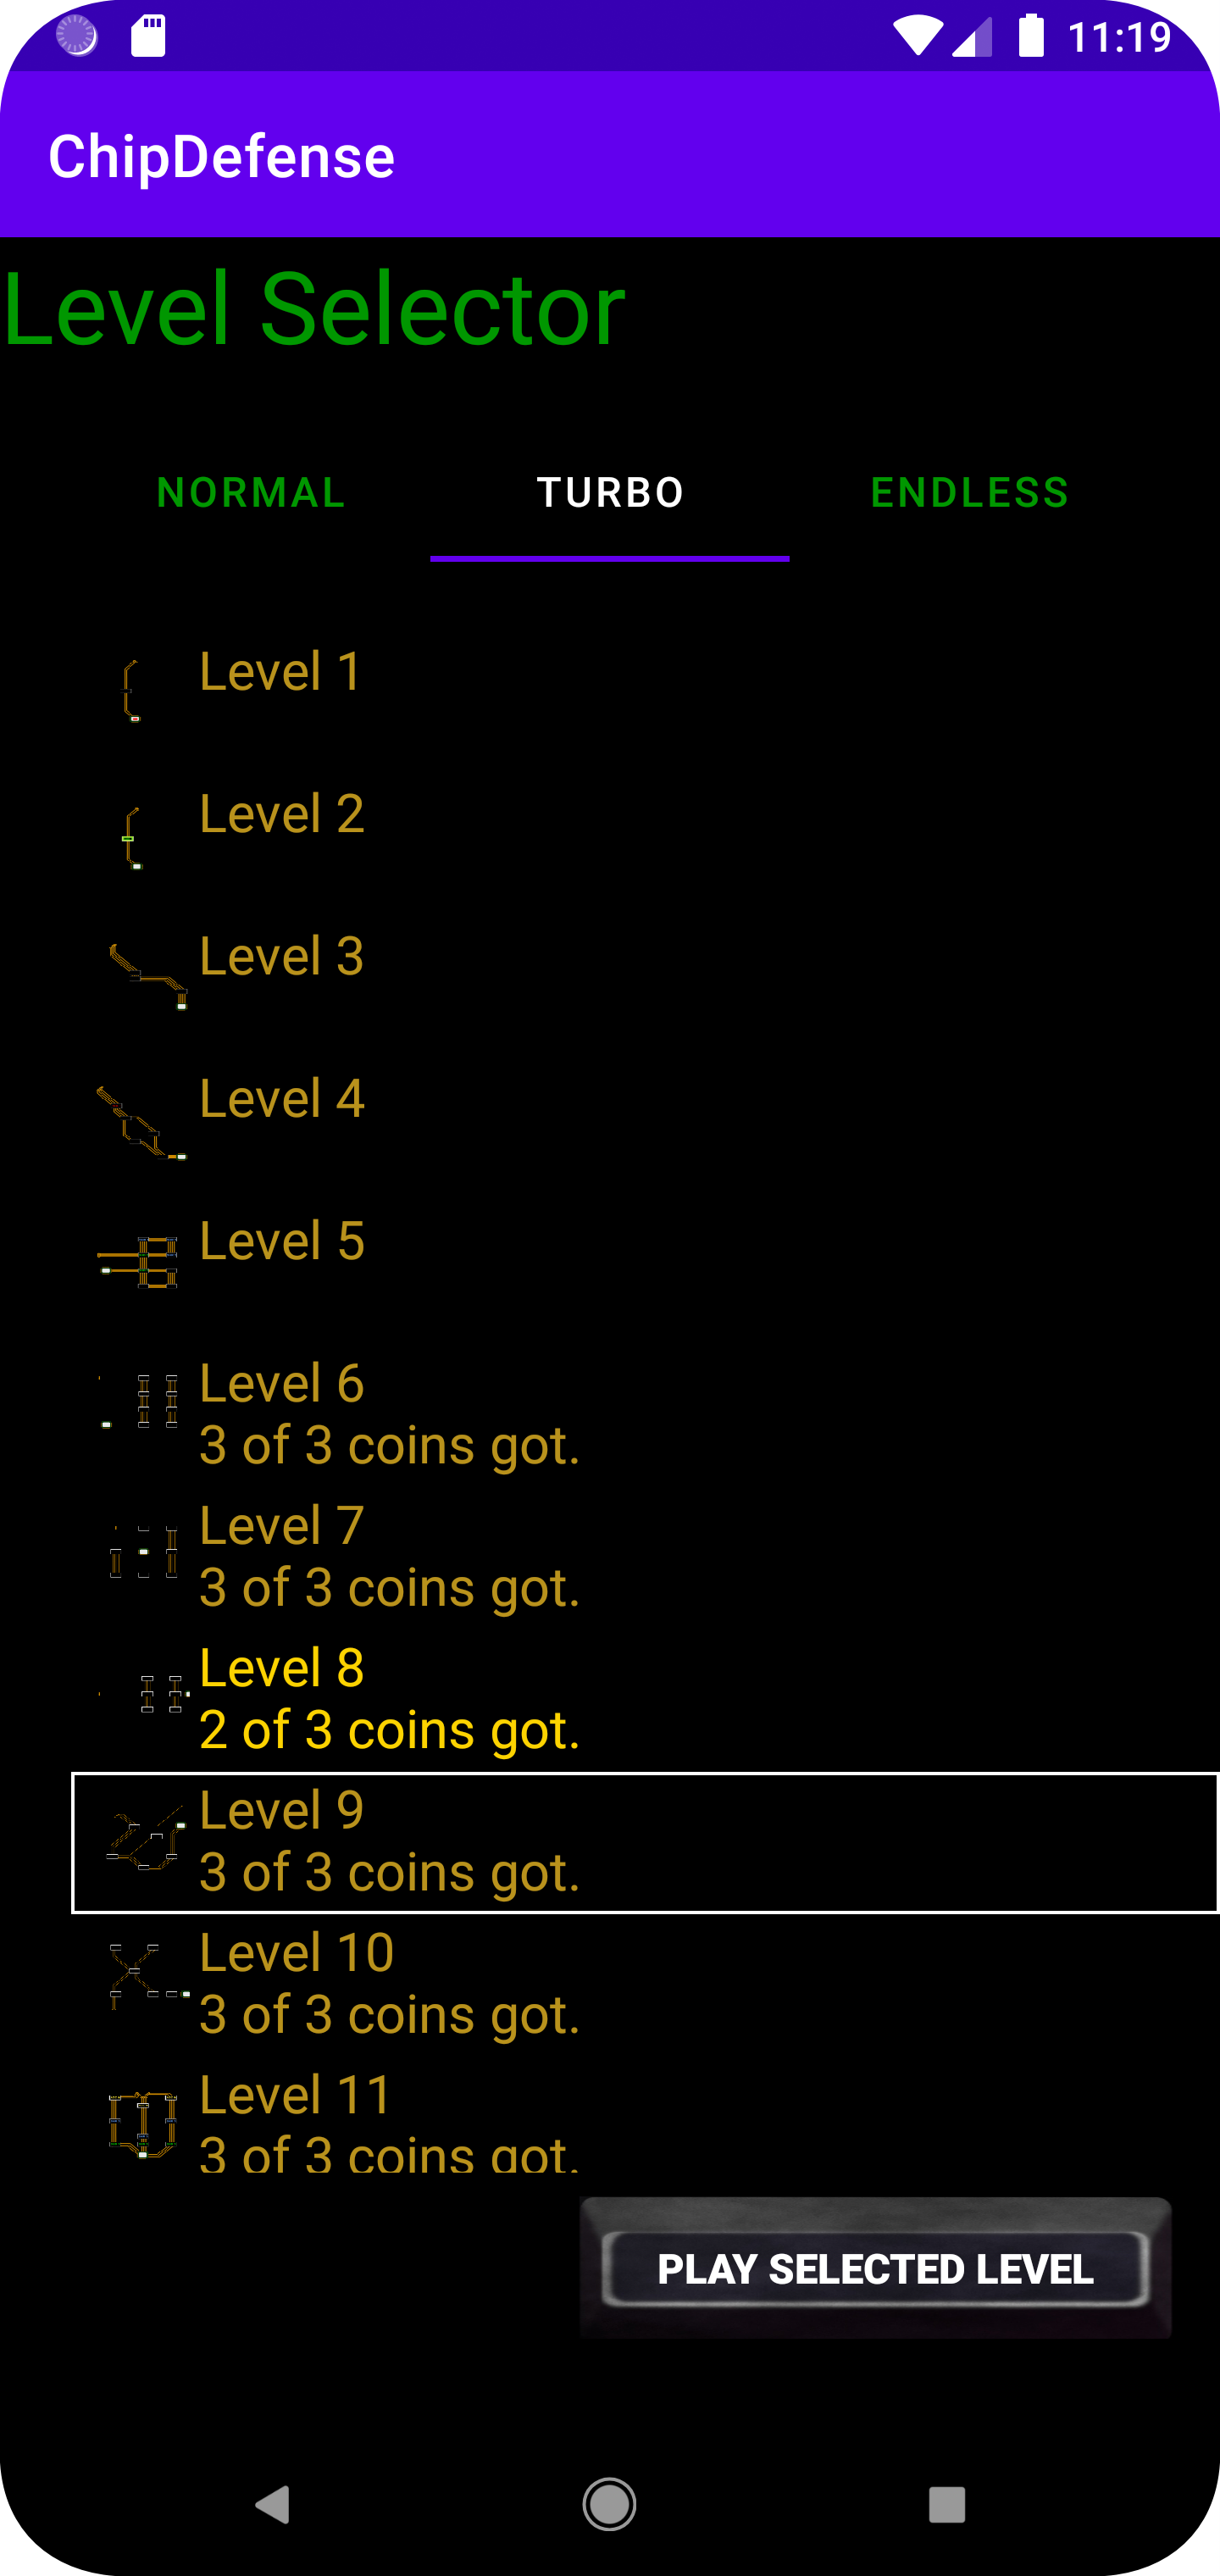 11:19
ChipDefense
Level Selector
NORMAL TURBO ENDLESS
Level 1
Level 2
Level 3
Level 4
Level 5
Level 6
3 of 3 coins got.
Level 7
3 of 3 coins got.
Level 8
2 of 3 coins got.
Level 9
3 of 3 coins got.
Level 10
3 of 3 coins got.
Level 11
3 of 3 coins got.
PLAY SELECTED LEVEL